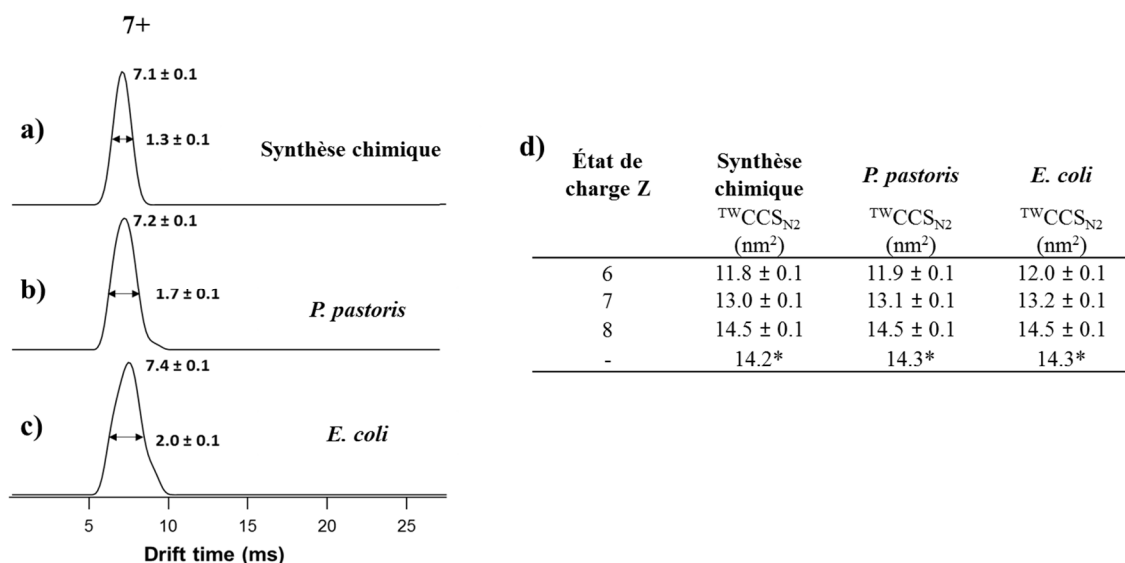 7+
a)
7.1 ± 0.1
1.3 ± 0.1
Synthèse chimique
b)
7.2 ± 0.1
1.7 ± 0.1
P. pastoris
c)
7.4 ± 0.1
2.0 ± 0.1
E. coli
5 10 15 20 25
Drift time (ms)
d)
État de charge Z Synthèse chimique P. pastoris E. coli
TWCCSN2 TWCCSN2 TWCCSN2
(nm²) (nm²) (nm²)
6 11.8 ± 0.1 11.9 ± 0.1 12.0 ± 0.1
7 13.0 ± 0.1 13.1 ± 0.1 13.2 ± 0.1
8 14.5 ± 0.1 14.5 ± 0.1 14.5 ± 0.1
- 14.2* 14.3* 14.3*